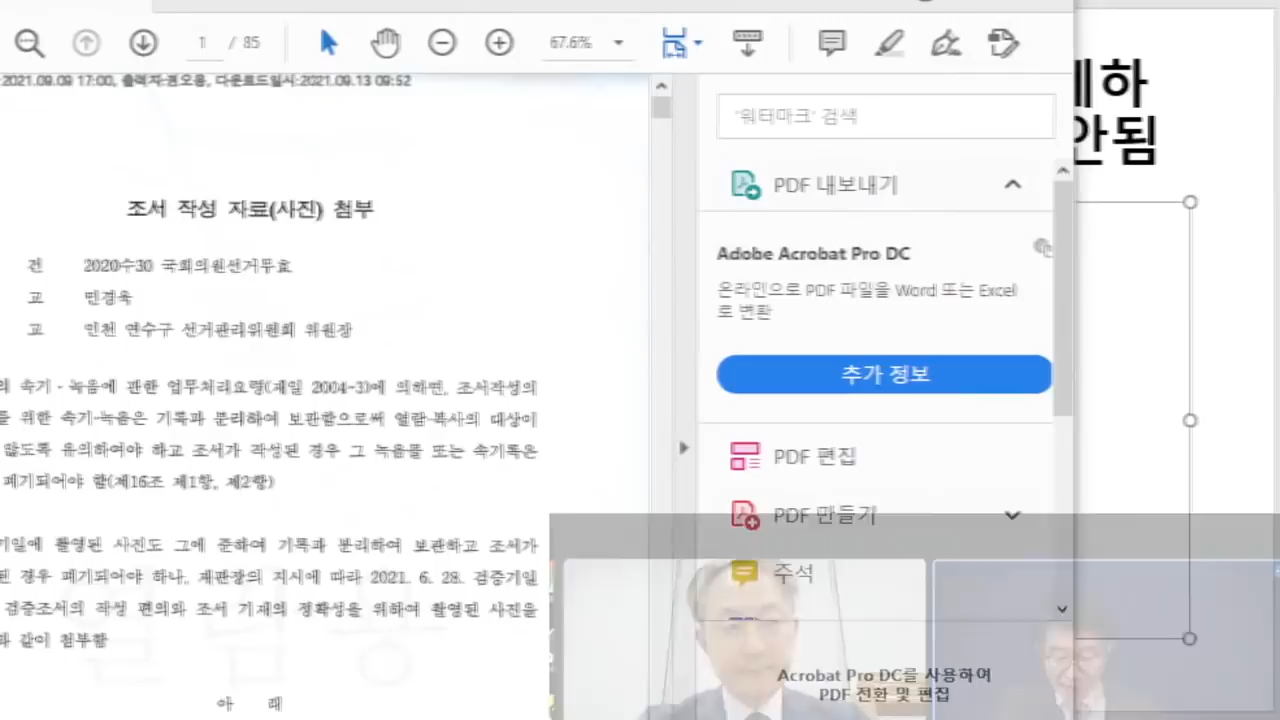 1 / 85
67.6%
2021.09.09 17:00, 출력자:권오용, 다운로드일시:2021.09.13 09:52
조서 작성 자료(사진) 첨부
건 2020수30 국회의원선거무효
고 민경욱
고 인천 연수구 선거관리위원회 위원장
의 속기·녹음에 관한 업무처리요령(재일 2004-3)에 의하면, 조서작성의
를 위한 속기·녹음은 기록과 분리하여 보관함으로써 열람·복사의 대상이
않도록 유의하여야 하고 조서가 작성된 경우 그 녹음물 또는 속기록은
폐기되어야 함(제16조 제1항, 제2항)
기일에 촬영된 사진도 그에 준하여 기록과 분리하여 보관하고 조서가
된 경우 폐기되어야 하나, 재판장의 지시에 따라 2021. 6. 28. 검증기일
검증조서의 작성 편의와 조서 기재의 정확성을 위하여 촬영된 사진을
과 같이 첨부함
아 래
열람용
'워터마크' 검색
PDF 내보내기
Adobe Acrobat Pro DC
온라인으로 PDF 파일을 Word 또는 Excel
로 변환
추가 정보
PDF 편집
PDF 만들기
주석
Acrobat Pro DC를 사용하여
PDF 전환 및 편집
하
안됨